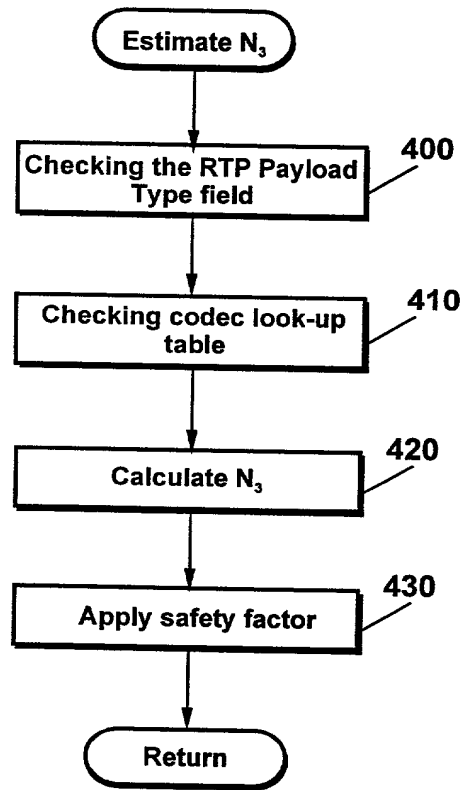 Estimate N₃
Checking the RTP Payload
Type field
400
Checking codec look-up
table
410
Calculate N₃
420
Apply safety factor
430
Return